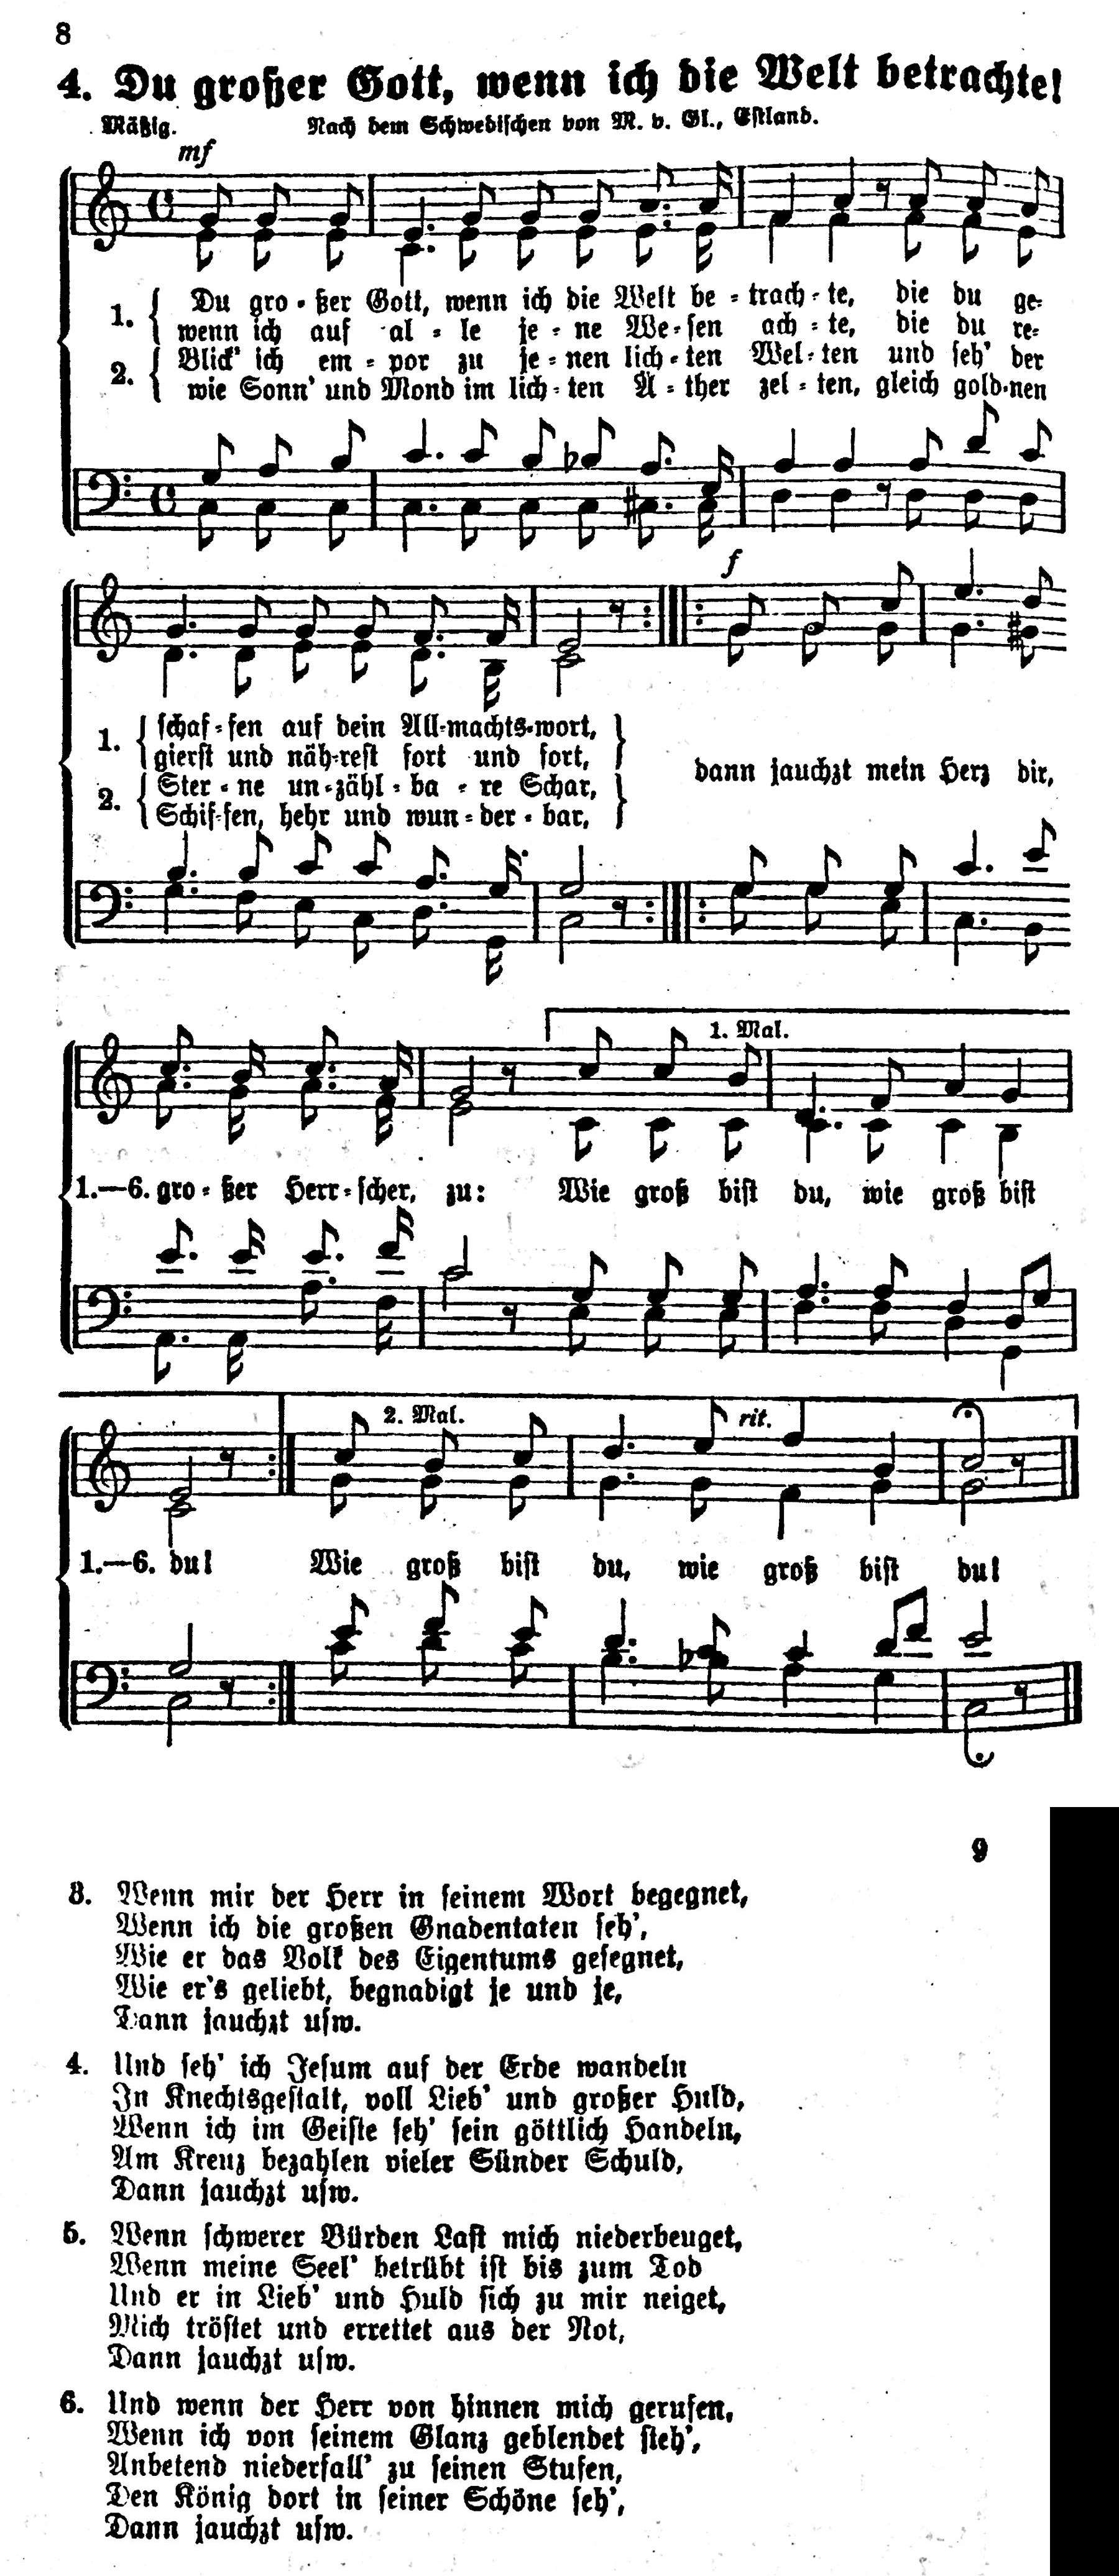 8
4. Du großer Gott, wenn ich die Welt betrachte!
Mäßig. Nach dem Schwedischen von M. v. Gl., Estland.
mf
1. { Du gro - ßer Gott, wenn ich die Welt be - trach - te, die du ge-
wenn ich auf al - le je - ne We - sen ach - te, die du re-
2. { Blick' ich em - por zu je - nen lich - ten Wel - ten und seh' der
wie Sonn' und Mond im lich - ten Ä - ther zel - ten, gleich gold-nen
f
1. { schaf - fen auf dein All-machts-wort, }
gierst und näh-rest fort und fort,
2. { Ster - ne un-zähl - ba - re Schar, }
Schif-fen, hehr und wun - der - bar,
dann jauchzt mein Herz dir,
1. Mal.
1.—6. gro - ßer Herr - scher, zu: Wie groß bist du, wie groß bist
2. Mal. rit.
1.—6. du! Wie groß bist du, wie groß bist du!
9
3. Wenn mir der Herr in seinem Wort begegnet,
Wenn ich die großen Gnadentaten seh',
Wie er das Volk des Eigentums gesegnet,
Wie er's geliebt, begnadigt je und je,
Dann jauchzt usw.
4. Und seh' ich Jesum auf der Erde wandeln
In Knechtsgestalt, voll Lieb' und großer Huld,
Wenn ich im Geiste seh' sein göttlich Handeln,
Am Kreuz bezahlen vieler Sünder Schuld,
Dann jauchzt usw.
5. Wenn schwerer Bürden Last mich niederbeuget,
Wenn meine Seel' betrübt ist bis zum Tod
Und er in Lieb' und Huld sich zu mir neiget,
Mich tröstet und errettet aus der Not,
Dann jauchzt usw.
6. Und wenn der Herr von hinnen mich gerufen,
Wenn ich von seinem Glanz geblendet steh',
Anbetend niederfall' zu seinen Stufen,
Den König dort in seiner Schöne seh',
Dann jauchzt usw.